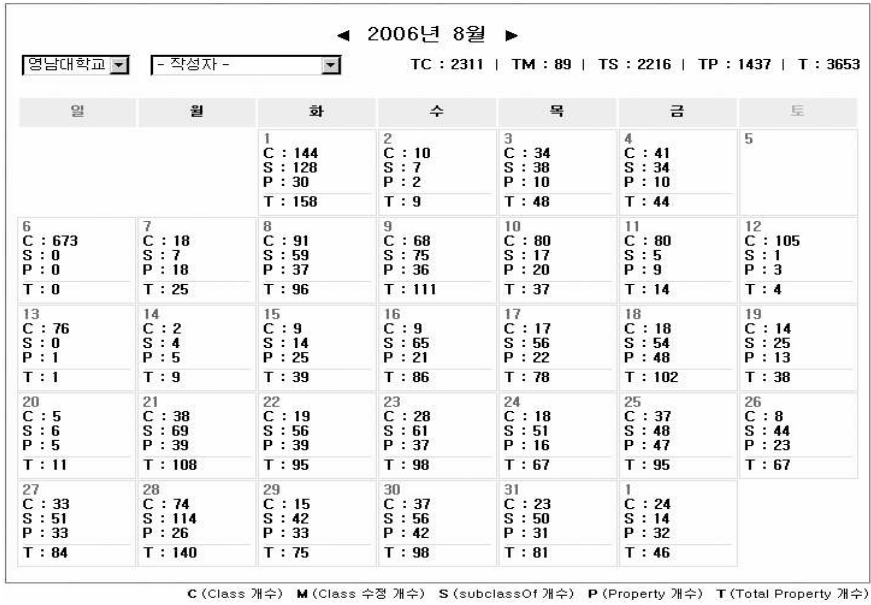 ◀ 2006년 8월 ▶
영남대학교 - 작성자 - TC : 2311 | TM : 89 | TS : 2216 | TP : 1437 | T : 3653
일 월 화 수 목 금 토
1 2 3 4 5
C : 144 C : 10 C : 34 C : 41
S : 128 S : 7 S : 38 S : 34
P : 30 P : 2 P : 10 P : 10
T : 158 T : 9 T : 48 T : 44
6 7 8 9 10 11 12
C : 673 C : 18 C : 91 C : 68 C : 80 C : 80 C : 105
S : 0 S : 7 S : 59 S : 75 S : 17 S : 5 S : 1
P : 0 P : 18 P : 37 P : 36 P : 20 P : 9 P : 3
T : 0 T : 25 T : 96 T : 111 T : 37 T : 14 T : 4
13 14 15 16 17 18 19
C : 76 C : 2 C : 9 C : 9 C : 17 C : 18 C : 14
S : 0 S : 4 S : 14 S : 65 S : 56 S : 54 S : 25
P : 1 P : 5 P : 25 P : 21 P : 22 P : 48 P : 13
T : 1 T : 9 T : 39 T : 86 T : 78 T : 102 T : 38
20 21 22 23 24 25 26
C : 5 C : 38 C : 19 C : 28 C : 18 C : 37 C : 8
S : 6 S : 69 S : 56 S : 61 S : 51 S : 48 S : 44
P : 5 P : 39 P : 39 P : 37 P : 16 P : 47 P : 23
T : 11 T : 108 T : 95 T : 98 T : 67 T : 95 T : 67
27 28 29 30 31 1
C : 33 C : 74 C : 15 C : 37 C : 23 C : 24
S : 51 S : 114 S : 42 S : 56 S : 50 S : 14
P : 33 P : 26 P : 33 P : 42 P : 31 P : 32
T : 84 T : 140 T : 75 T : 98 T : 81 T : 46
C (Class 개수) M (Class 수정 개수) S (subclassOf 개수) P (Property 개수) T (Total Property 개수)